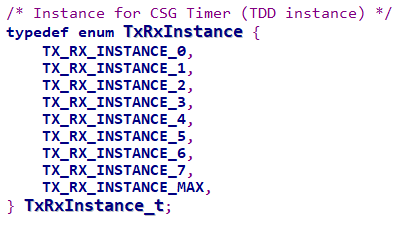 /* Instance for CSG Timer (TDD instance) */
typedef enum TxRxInstance {
    TX_RX_INSTANCE_0,
    TX_RX_INSTANCE_1,
    TX_RX_INSTANCE_2,
    TX_RX_INSTANCE_3,
    TX_RX_INSTANCE_4,
    TX_RX_INSTANCE_5,
    TX_RX_INSTANCE_6,
    TX_RX_INSTANCE_7,
    TX_RX_INSTANCE_MAX,
} TxRxInstance_t;